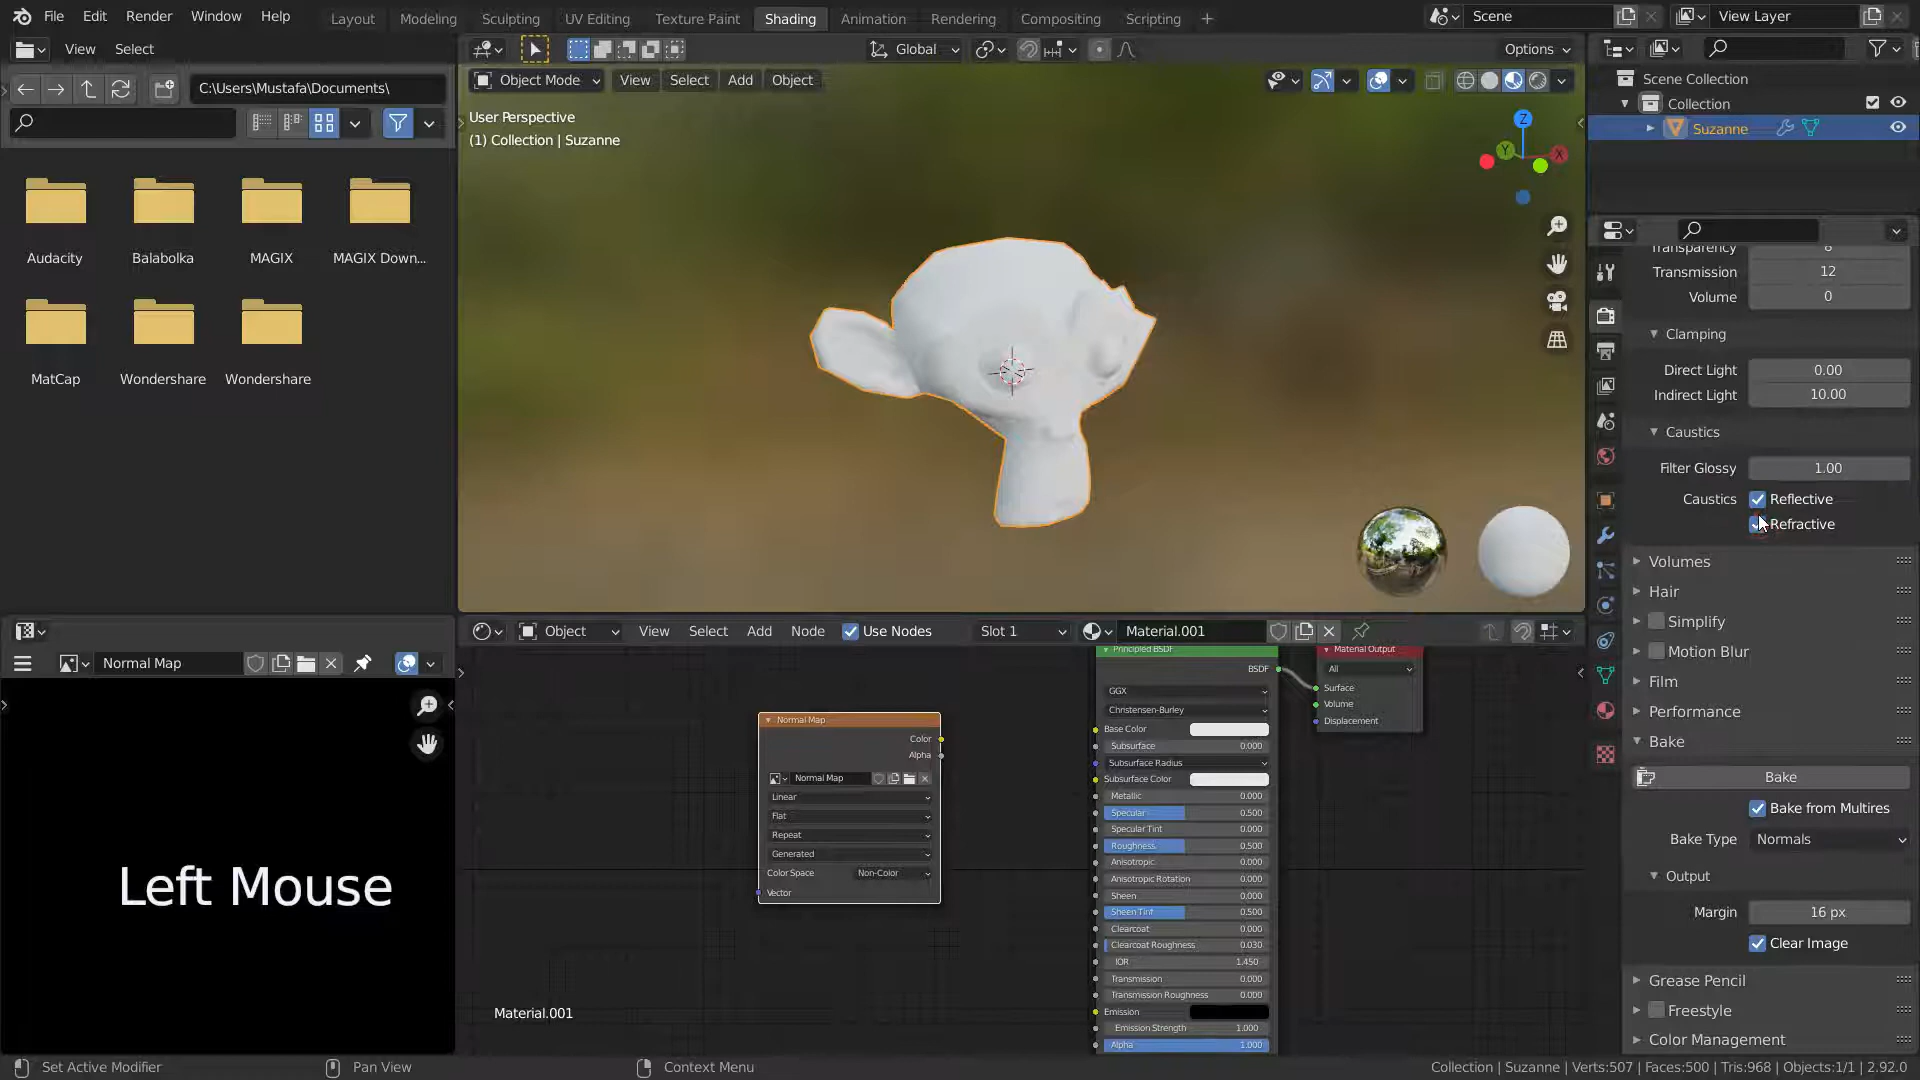 File Edit Render Window Help Layout Modeling Sculpting UV Editing Texture Paint Shading Animation Rendering Compositing Scripting + Scene View Layer
View Select Global Options
C:\Users\Mustafa\Documents\
Object Mode View Select Add Object
User Perspective
(1) Collection | Suzanne
Z
Y
X
Audacity Balabolka MAGIX MAGIX Down...
MatCap Wondershare Wondershare
Scene Collection
Collection
Suzanne
Transparency 8
Transmission 12
Volume 0
Clamping
Direct Light 0.00
Indirect Light 10.00
Caustics
Filter Glossy 1.00
Caustics Reflective
Refractive
Volumes
Hair
Simplify
Motion Blur
Film
Performance
Bake
Bake
Bake from Multires
Bake Type Normals
Output
Margin 16 px
Clear Image
Grease Pencil
Freestyle
Color Management
Normal Map
Left Mouse
Object View Select Add Node Use Nodes Slot 1 Material.001
Normal Map
Color
Alpha
Normal Map
Linear
Flat
Repeat
Generated
Color Space Non-Color
Vector
Principled BSDF
BSDF
GGX
Christensen-Burley
Base Color
Subsurface 0.000
Subsurface Radius
Subsurface Color
Metallic 0.000
Specular 0.500
Specular Tint 0.000
Roughness 0.500
Anisotropic 0.000
Anisotropic Rotation 0.000
Sheen 0.000
Sheen Tint 0.500
Clearcoat 0.000
Clearcoat Roughness 0.030
IOR 1.450
Transmission 0.000
Transmission Roughness 0.000
Emission
Emission Strength 1.000
Alpha 1.000
Material Output
All
Surface
Volume
Displacement
Material.001
Set Active Modifier Pan View Context Menu Collection | Suzanne | Verts:507 | Faces:500 | Tris:968 | Objects:1/1 | 2.92.0